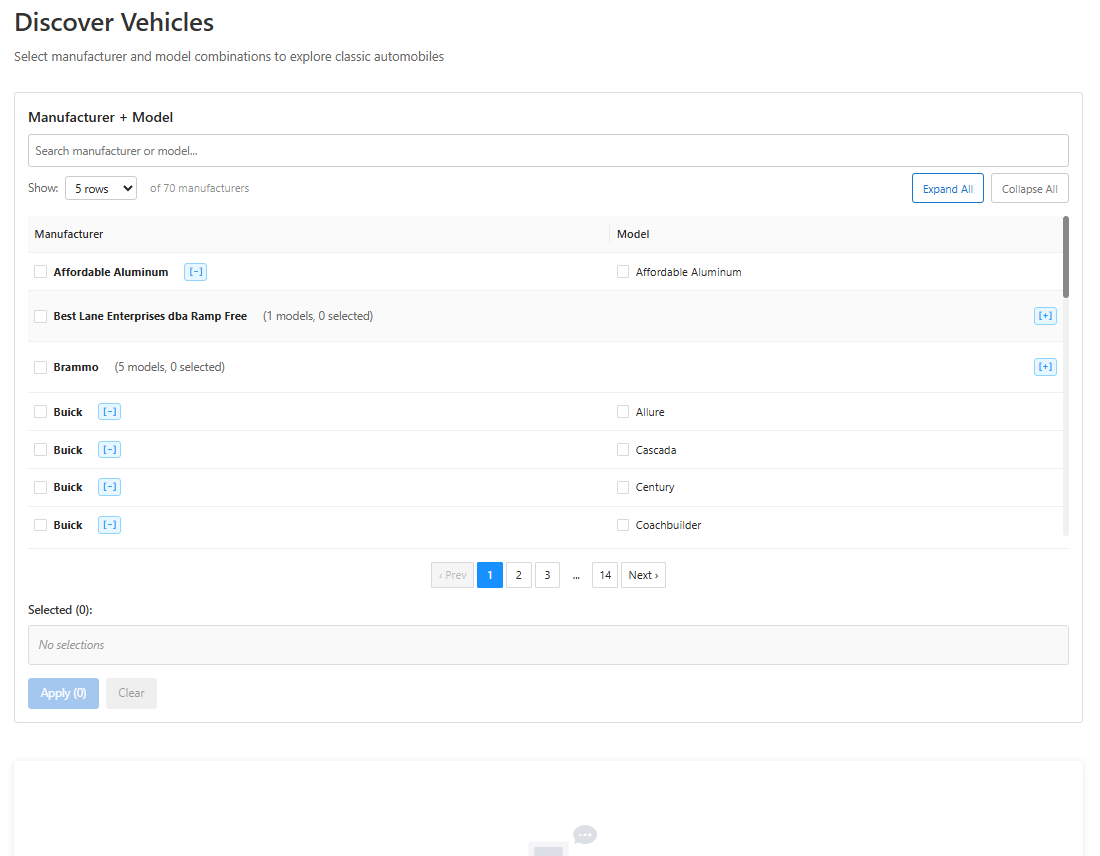 Discover Vehicles
Select manufacturer and model combinations to explore classic automobiles
Manufacturer + Model
Search manufacturer or model...
Show: 5 rows of 70 manufacturers Expand All Collapse All
Manufacturer Model
Affordable Aluminum [-] Affordable Aluminum
Best Lane Enterprises dba Ramp Free (1 models, 0 selected) [+]
Brammo (5 models, 0 selected) [+]
Buick [-] Allure
Buick [-] Cascada
Buick [-] Century
Buick [-] Coachbuilder
‹ Prev 1 2 3 ... 14 Next ›
Selected (0):
No selections
Apply (0) Clear